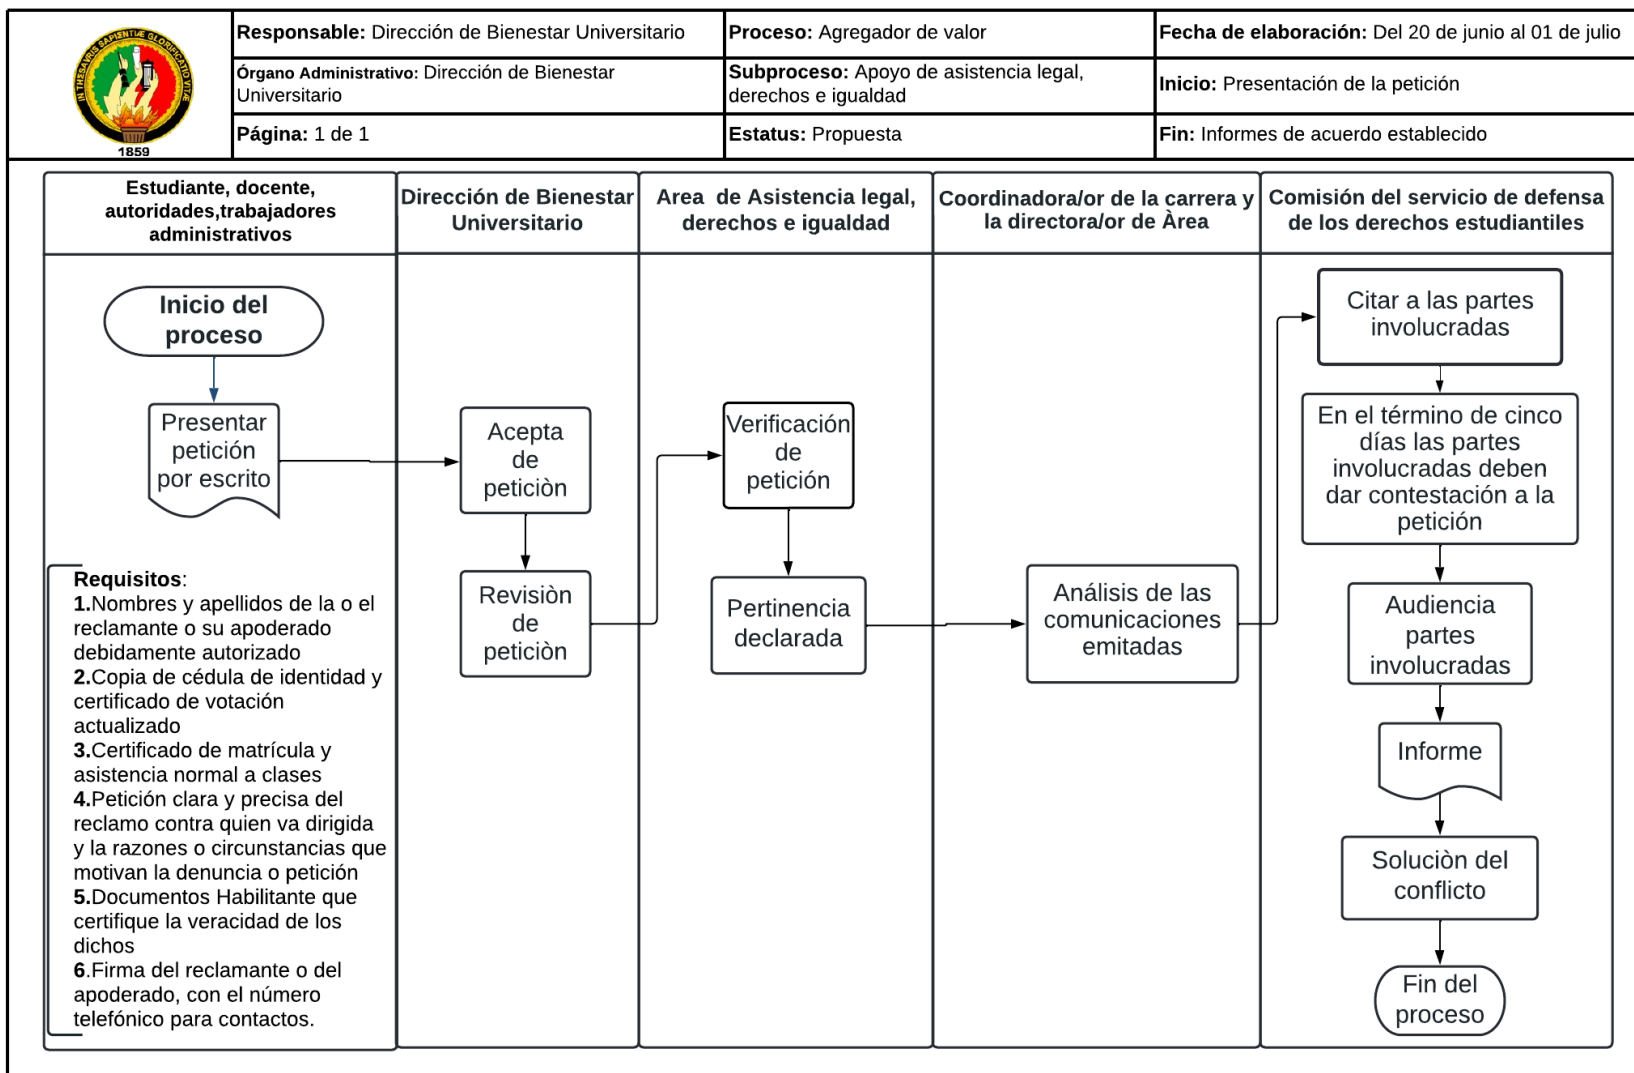 IN THESAVRIS SAPIENTIÆ GLORIFICATIO VITÆ
1859
Responsable: Dirección de Bienestar Universitario
Proceso: Agregador de valor
Fecha de elaboración: Del 20 de junio al 01 de julio
Órgano Administrativo: Dirección de Bienestar
Universitario
Subproceso: Apoyo de asistencia legal,
derechos e igualdad
Inicio: Presentación de la petición
Página: 1 de 1
Estatus: Propuesta
Fin: Informes de acuerdo establecido
Estudiante, docente,
autoridades,trabajadores
administrativos
Dirección de Bienestar
Universitario
Area de Asistencia legal,
derechos e igualdad
Coordinadora/or de la carrera y
la directora/or de Àrea
Comisión del servicio de defensa
de los derechos estudiantiles
Inicio del
proceso
Presentar
petición
por escrito
Requisitos:
1.Nombres y apellidos de la o el
reclamante o su apoderado
debidamente autorizado
2.Copia de cédula de identidad y
certificado de votación
actualizado
3.Certificado de matrícula y
asistencia normal a clases
4.Petición clara y precisa del
reclamo contra quien va dirigida
y la razones o circunstancias que
motivan la denuncia o petición
5.Documentos Habilitante que
certifique la veracidad de los
dichos
6.Firma del reclamante o del
apoderado, con el número
telefónico para contactos.
Acepta
de
peticiòn
Revisiòn
de
peticiòn
Verificación
de
petición
Pertinencia
declarada
Análisis de las
comunicaciones
emitadas
Citar a las partes
involucradas
En el término de cinco
días las partes
involucradas deben
dar contestación a la
petición
Audiencia
partes
involucradas
Informe
Soluciòn del
conflicto
Fin del
proceso